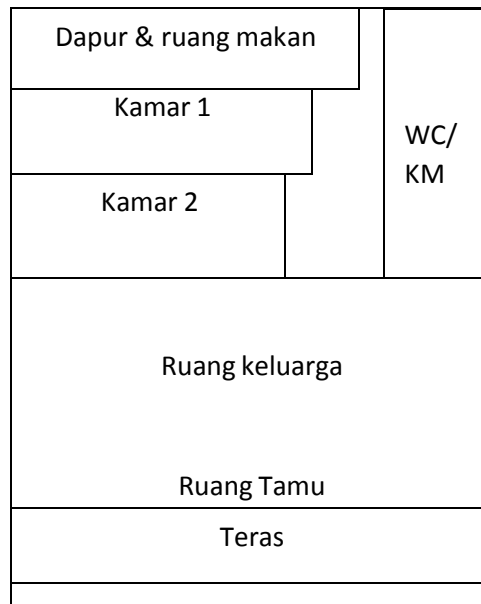 Dapur & ruang makan
Kamar 1
WC/
KM
Kamar 2
Ruang keluarga
Ruang Tamu
Teras